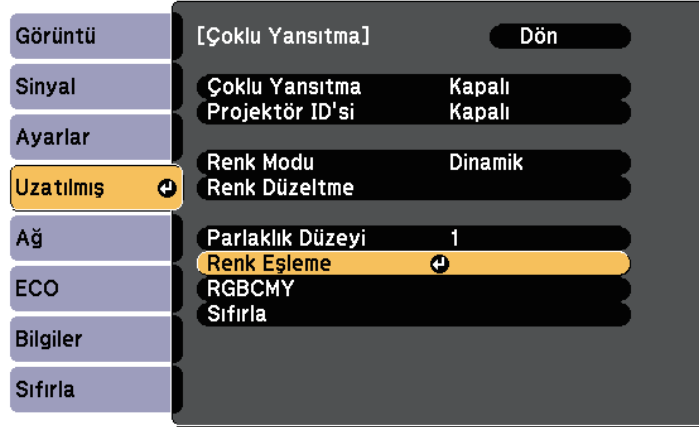 Görüntü
Sinyal
Ayarlar
Uzatılmış
Ağ
ECO
Bilgiler
Sıfırla
[Çoklu Yansıtma] Dön
Çoklu Yansıtma Kapalı
Projektör ID'si Kapalı
Renk Modu Dinamik
Renk Düzeltme
Parlaklık Düzeyi 1
Renk Eşleme
RGBCMY
Sıfırla